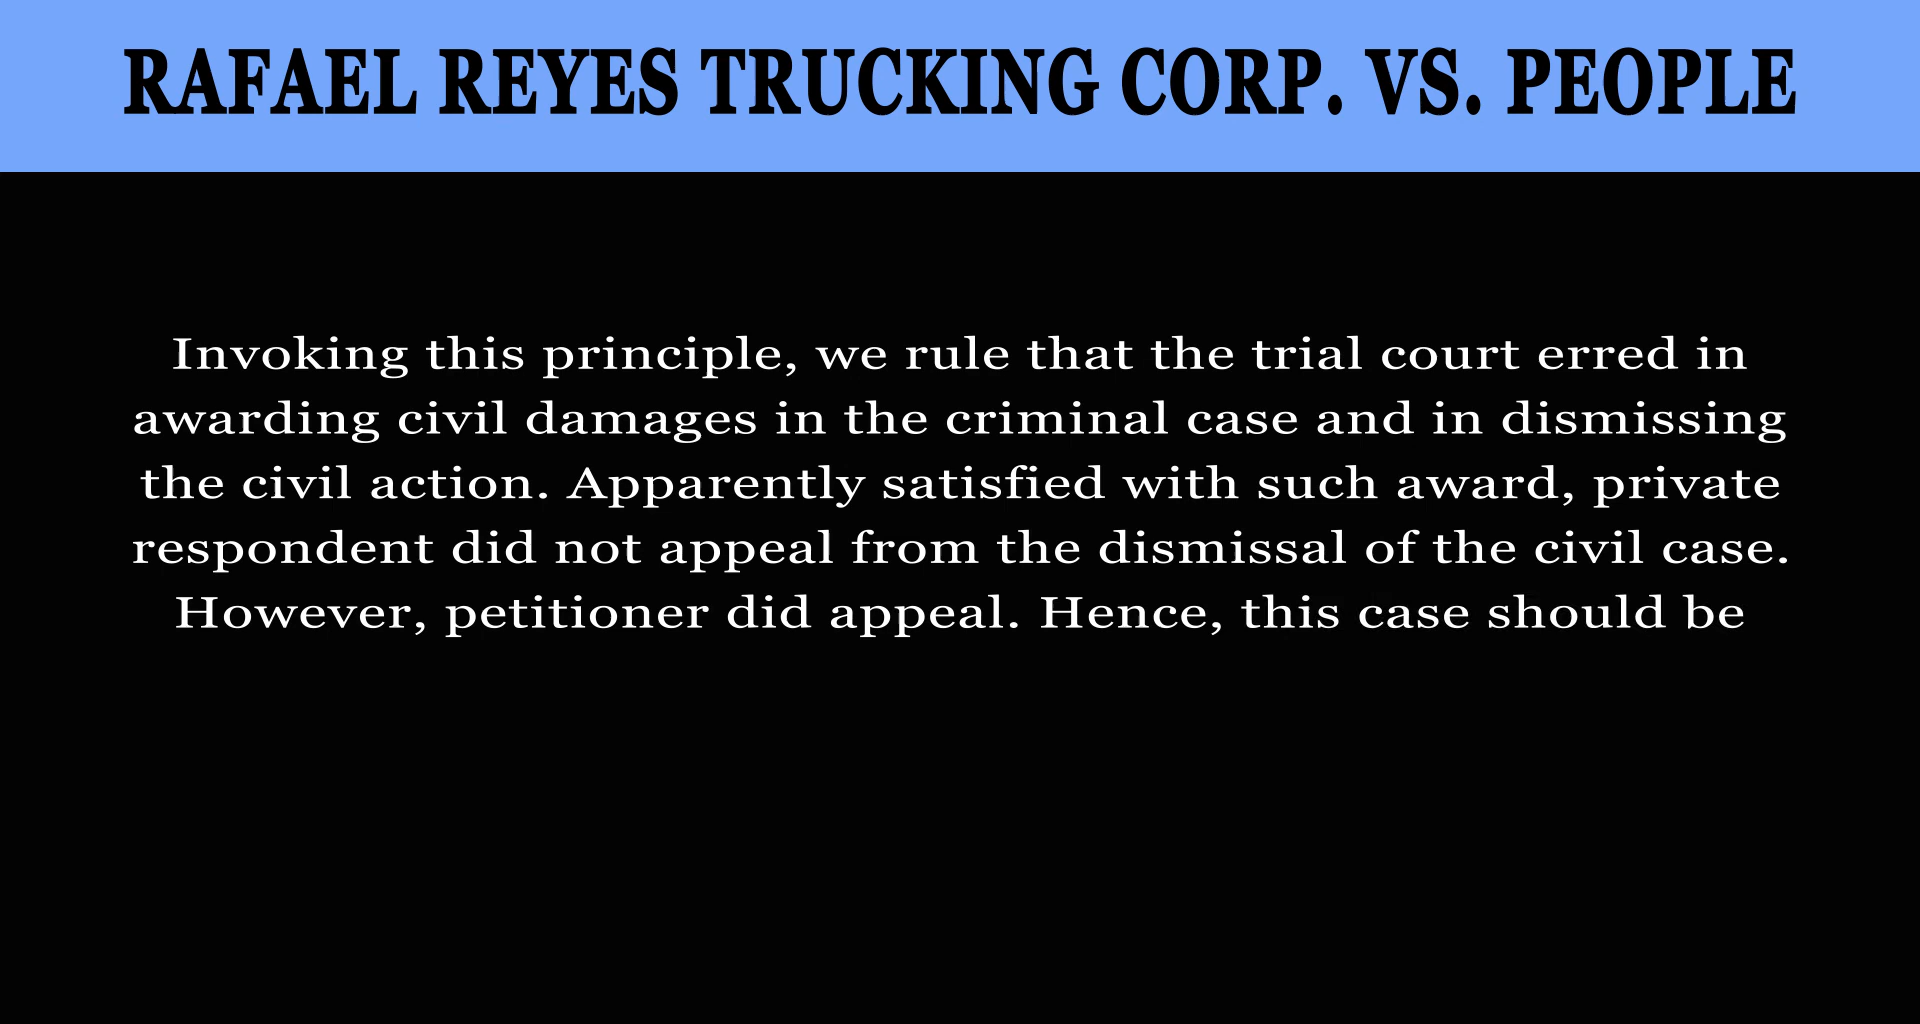 RAFAEL REYES TRUCKING CORP. VS. PEOPLE
Invoking this principle, we rule that the trial court erred in
awarding civil damages in the criminal case and in dismissing
the civil action. Apparently satisfied with such award, private
respondent did not appeal from the dismissal of the civil case.
However, petitioner did appeal. Hence, this case should be